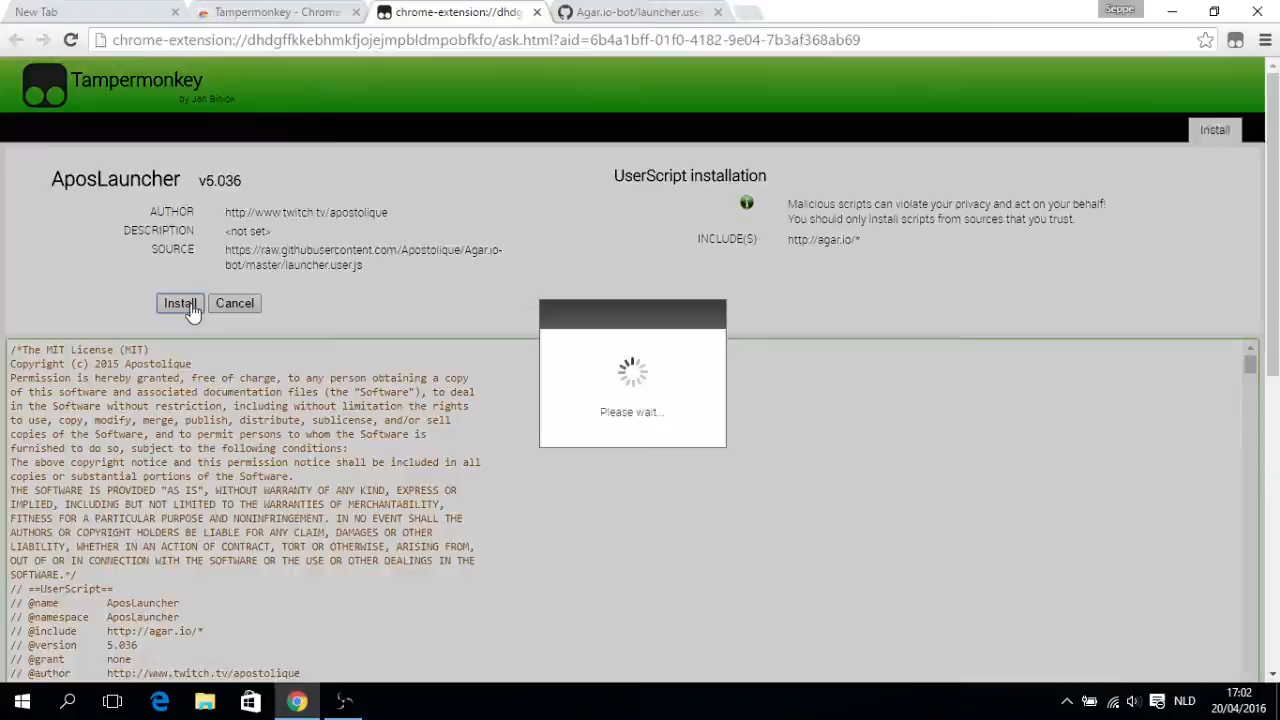 New Tab
Tampermonkey - Chrome
chrome-extension://dhdg
Agar.io-bot/launcher.use
Seppe
chrome-extension://dhdgffkkebhmkfjojejmpbldmpobfkfo/ask.html?aid=6b4a1bff-01f0-4182-9e04-7b3af368ab69
Tampermonkey
by Jan Biniok
Install
AposLauncher v5.036
AUTHOR http://www.twitch.tv/apostolique
DESCRIPTION <not set>
SOURCE https://raw.githubusercontent.com/Apostolique/Agar.io-
bot/master/launcher.user.js
Install Cancel
UserScript installation
Malicious scripts can violate your privacy and act on your behalf!
You should only install scripts from sources that you trust.
INCLUDE(S) http://agar.io/*
Please wait...
/*The MIT License (MIT)
Copyright (c) 2015 Apostolique
Permission is hereby granted, free of charge, to any person obtaining a copy
of this software and associated documentation files (the "Software"), to deal
in the Software without restriction, including without limitation the rights
to use, copy, modify, merge, publish, distribute, sublicense, and/or sell
copies of the Software, and to permit persons to whom the Software is
furnished to do so, subject to the following conditions:
The above copyright notice and this permission notice shall be included in all
copies or substantial portions of the Software.
THE SOFTWARE IS PROVIDED "AS IS", WITHOUT WARRANTY OF ANY KIND, EXPRESS OR
IMPLIED, INCLUDING BUT NOT LIMITED TO THE WARRANTIES OF MERCHANTABILITY,
FITNESS FOR A PARTICULAR PURPOSE AND NONINFRINGEMENT. IN NO EVENT SHALL THE
AUTHORS OR COPYRIGHT HOLDERS BE LIABLE FOR ANY CLAIM, DAMAGES OR OTHER
LIABILITY, WHETHER IN AN ACTION OF CONTRACT, TORT OR OTHERWISE, ARISING FROM,
OUT OF OR IN CONNECTION WITH THE SOFTWARE OR THE USE OR OTHER DEALINGS IN THE
SOFTWARE.*/
// ==UserScript==
// @name AposLauncher
// @namespace AposLauncher
// @include http://agar.io/*
// @version 5.036
// @grant none
// @author http://www.twitch.tv/apostolique
NLD
17:02
20/04/2016